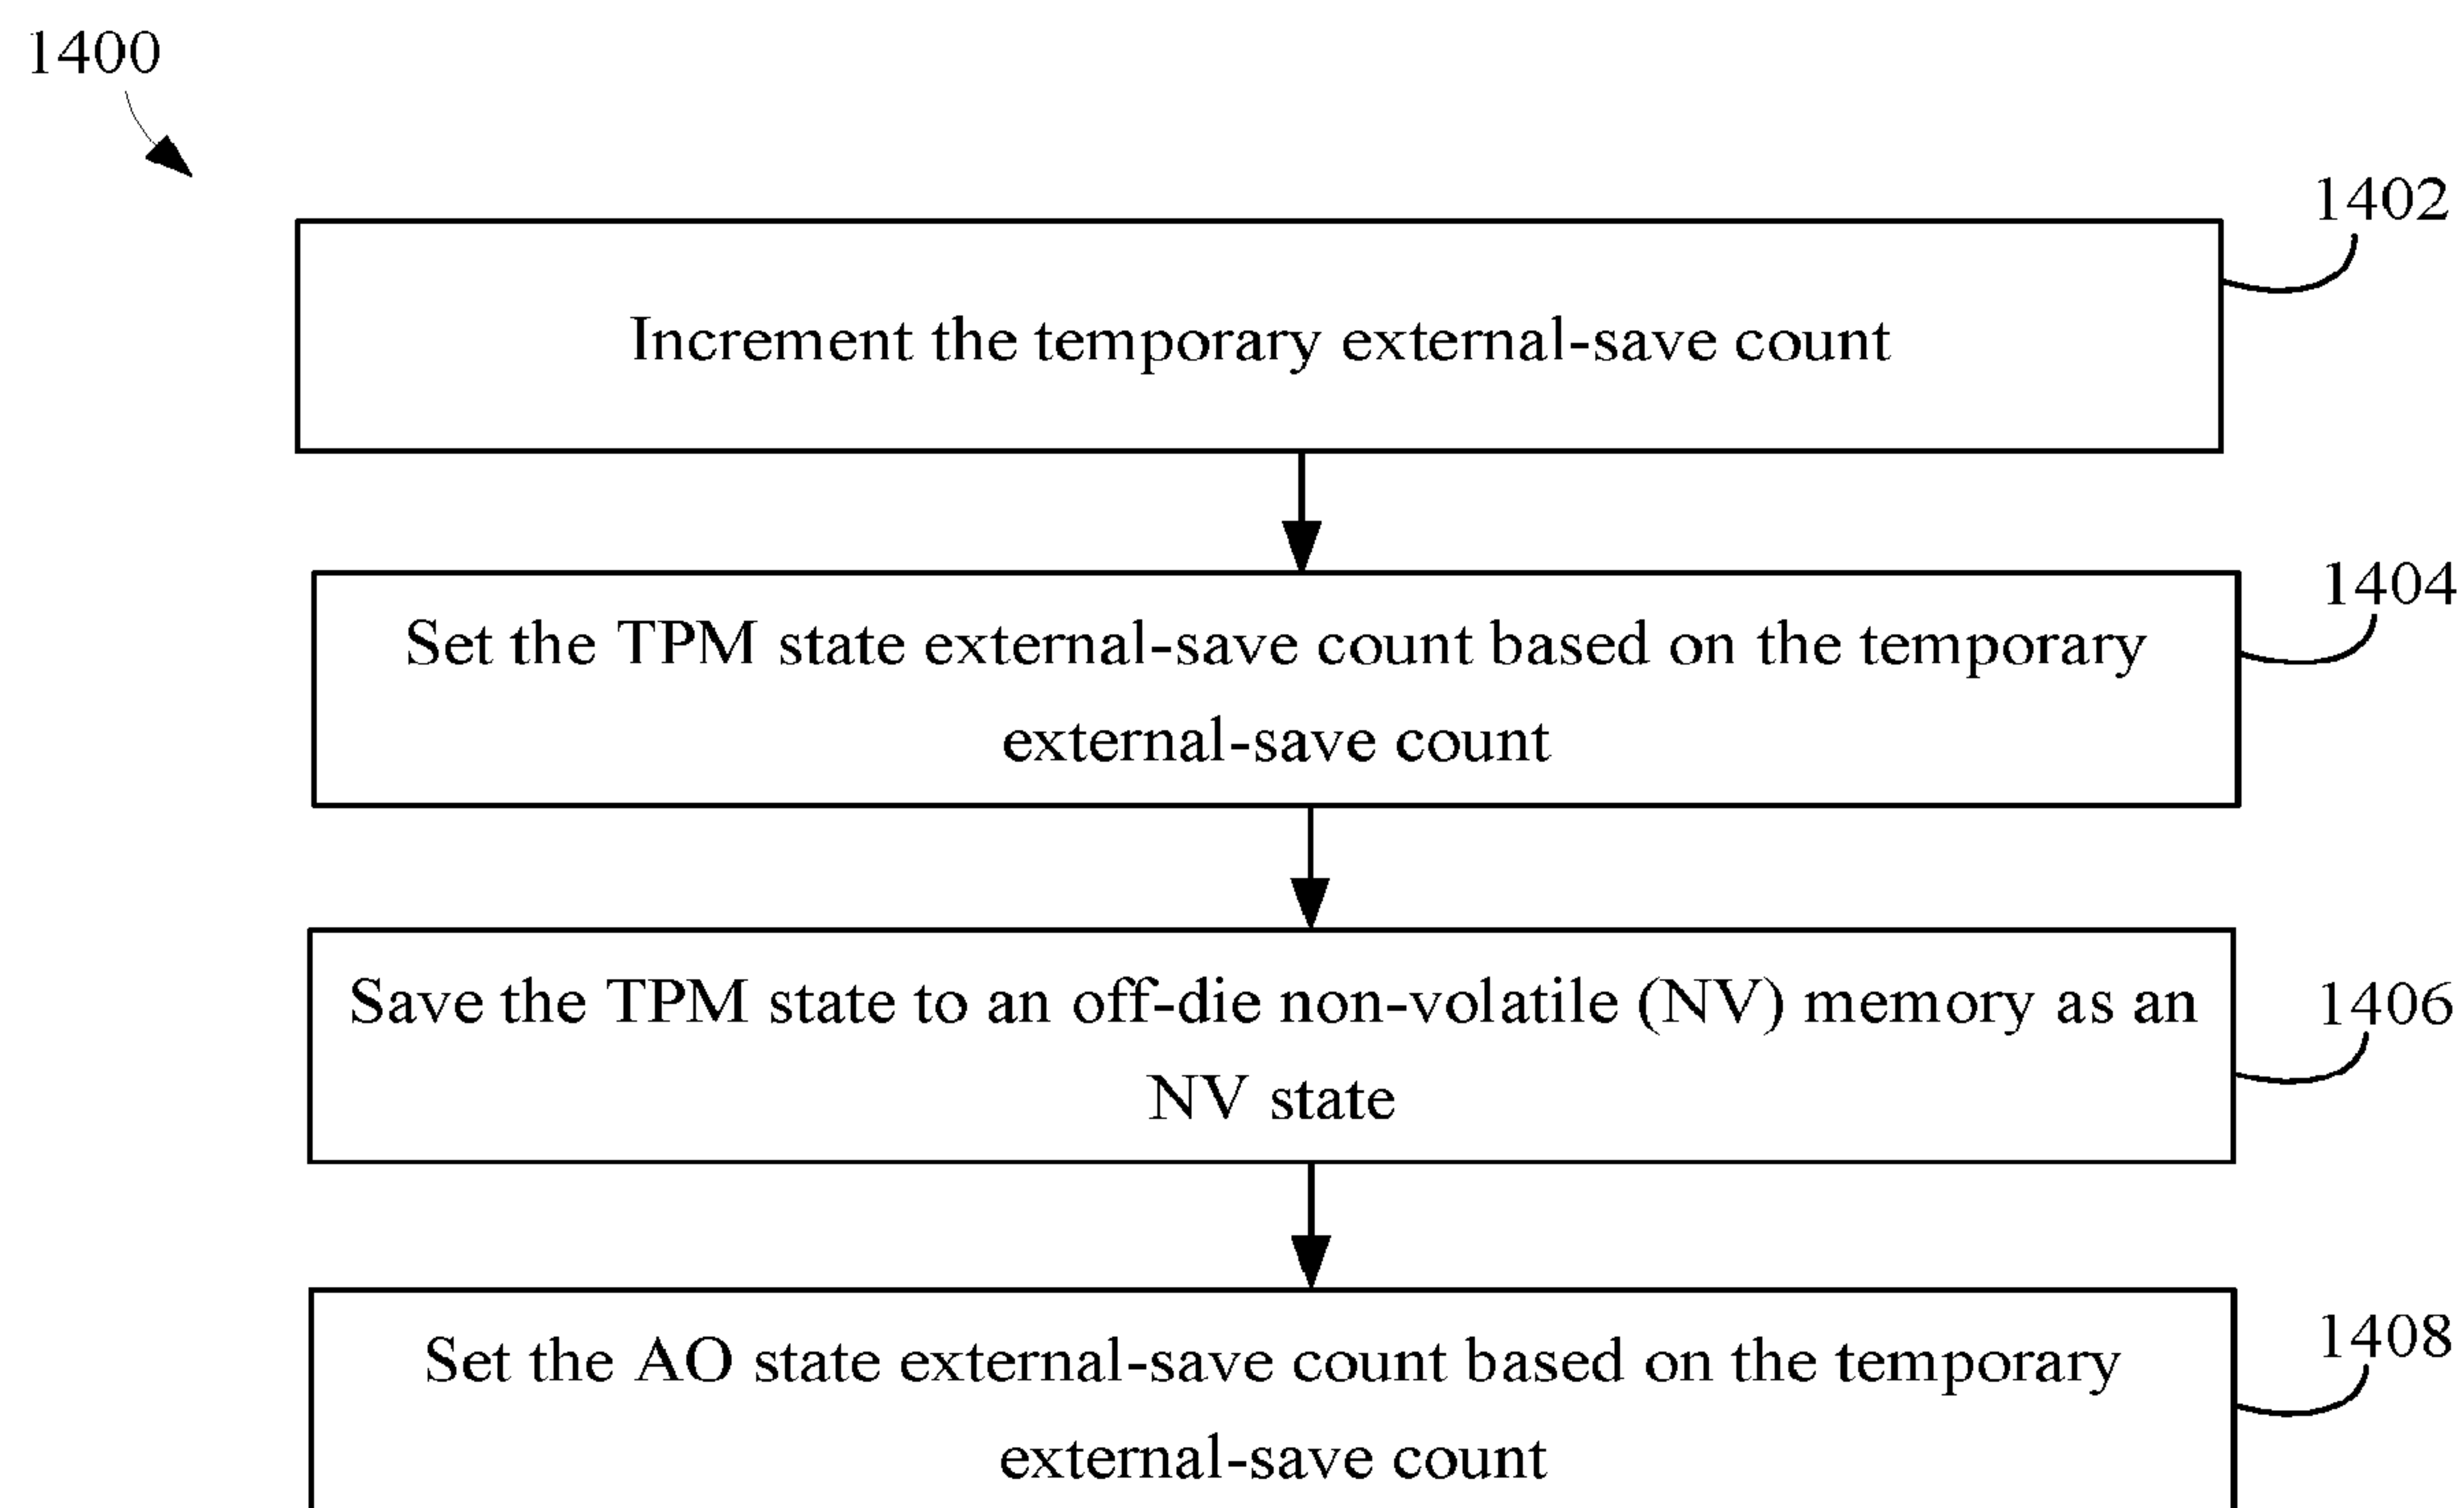 1400
1402
Increment the temporary external-save count
1404
Set the TPM state external-save count based on the temporary
external-save count
1406
Save the TPM state to an off-die non-volatile (NV) memory as an
NV state
1408
Set the AO state external-save count based on the temporary
external-save count